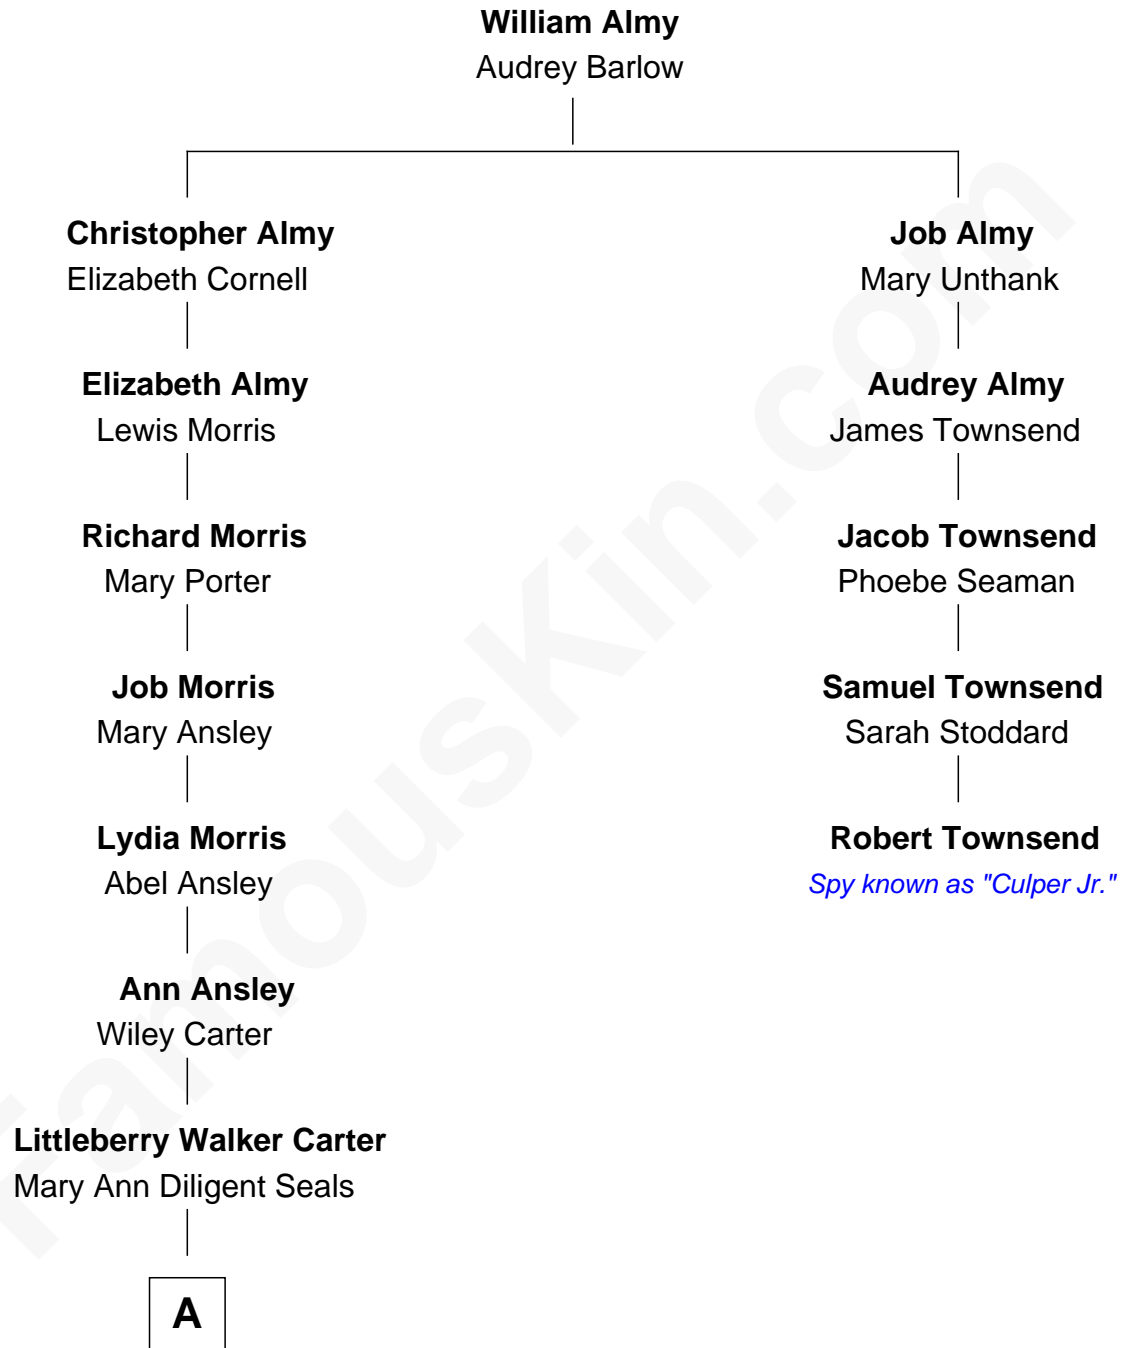 William Almy
Audrey Barlow
Christopher Almy
Elizabeth Cornell
Job Almy
Mary Unthank
Elizabeth Almy
Lewis Morris
Audrey Almy
James Townsend
Richard Morris
Mary Porter
Jacob Townsend
Phoebe Seaman
Job Morris
Mary Ansley
Samuel Townsend
Sarah Stoddard
Lydia Morris
Abel Ansley
Robert Townsend
Spy known as "Culper Jr."
Ann Ansley
Wiley Carter
Littleberry Walker Carter
Mary Ann Diligent Seals
A
FamousKin.com